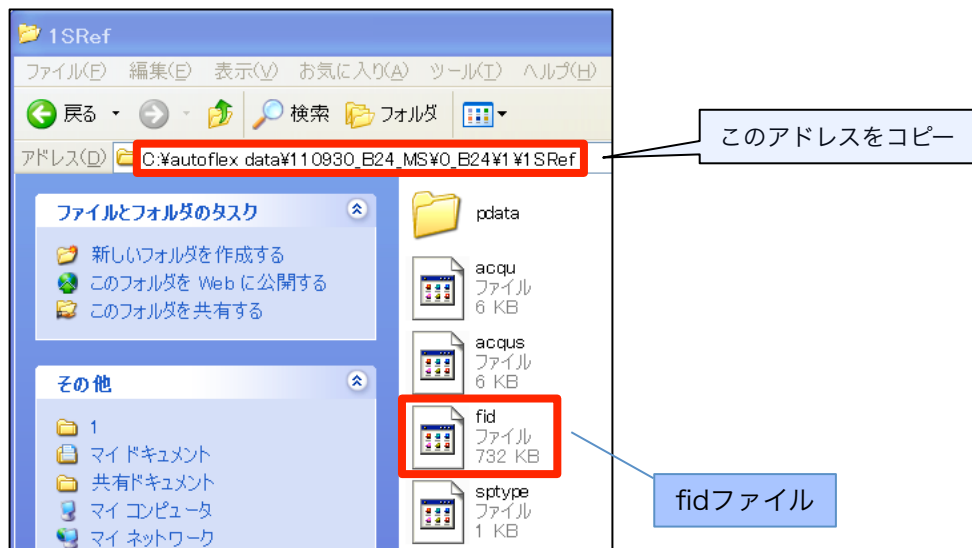 1SRef
ファイル(F) 編集(E) 表示(V) お気に入り(A) ツール(T) ヘルプ(H)
戻る 検索 フォルダ
アドレス(D) C:¥autoflex data¥110930_B24_MS¥0_B24¥1¥1SRef
このアドレスをコピー
ファイルとフォルダのタスク
新しいフォルダを作成する
このフォルダを Web に公開する
このフォルダを共有する
その他
1
マイ ドキュメント
共有ドキュメント
マイ コンピュータ
マイ ネットワーク
pdata
acqu
ファイル
6 KB
acqus
ファイル
6 KB
fid
ファイル
732 KB
sptype
ファイル
1 KB
fidファイル